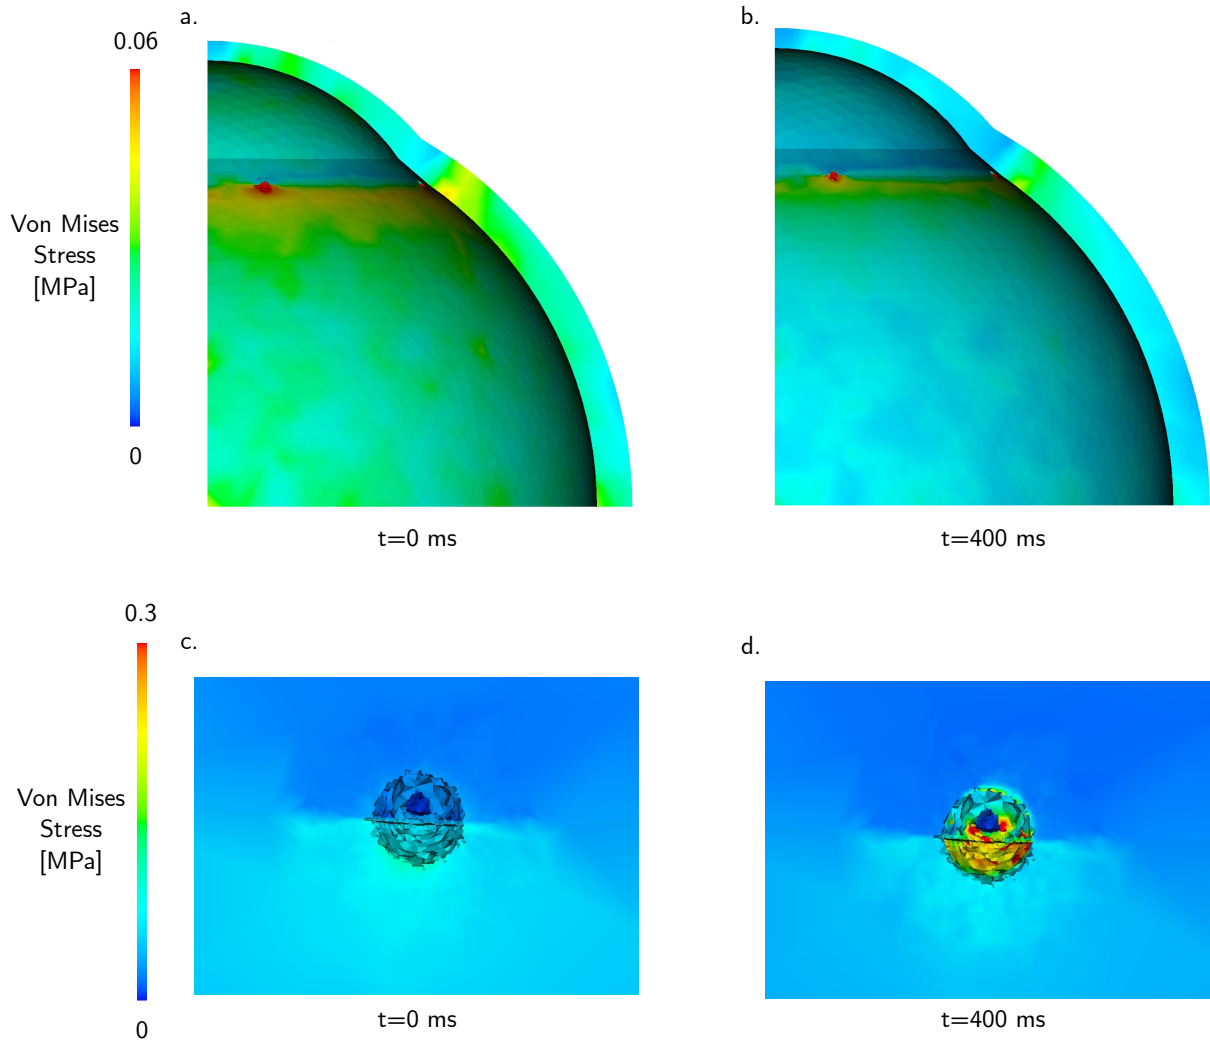 a.
b.
0.06
Von Mises
Stress
[MPa]
0
t=0 ms
t=400 ms
0.3
c.
d.
Von Mises
Stress
[MPa]
0
t=0 ms
t=400 ms